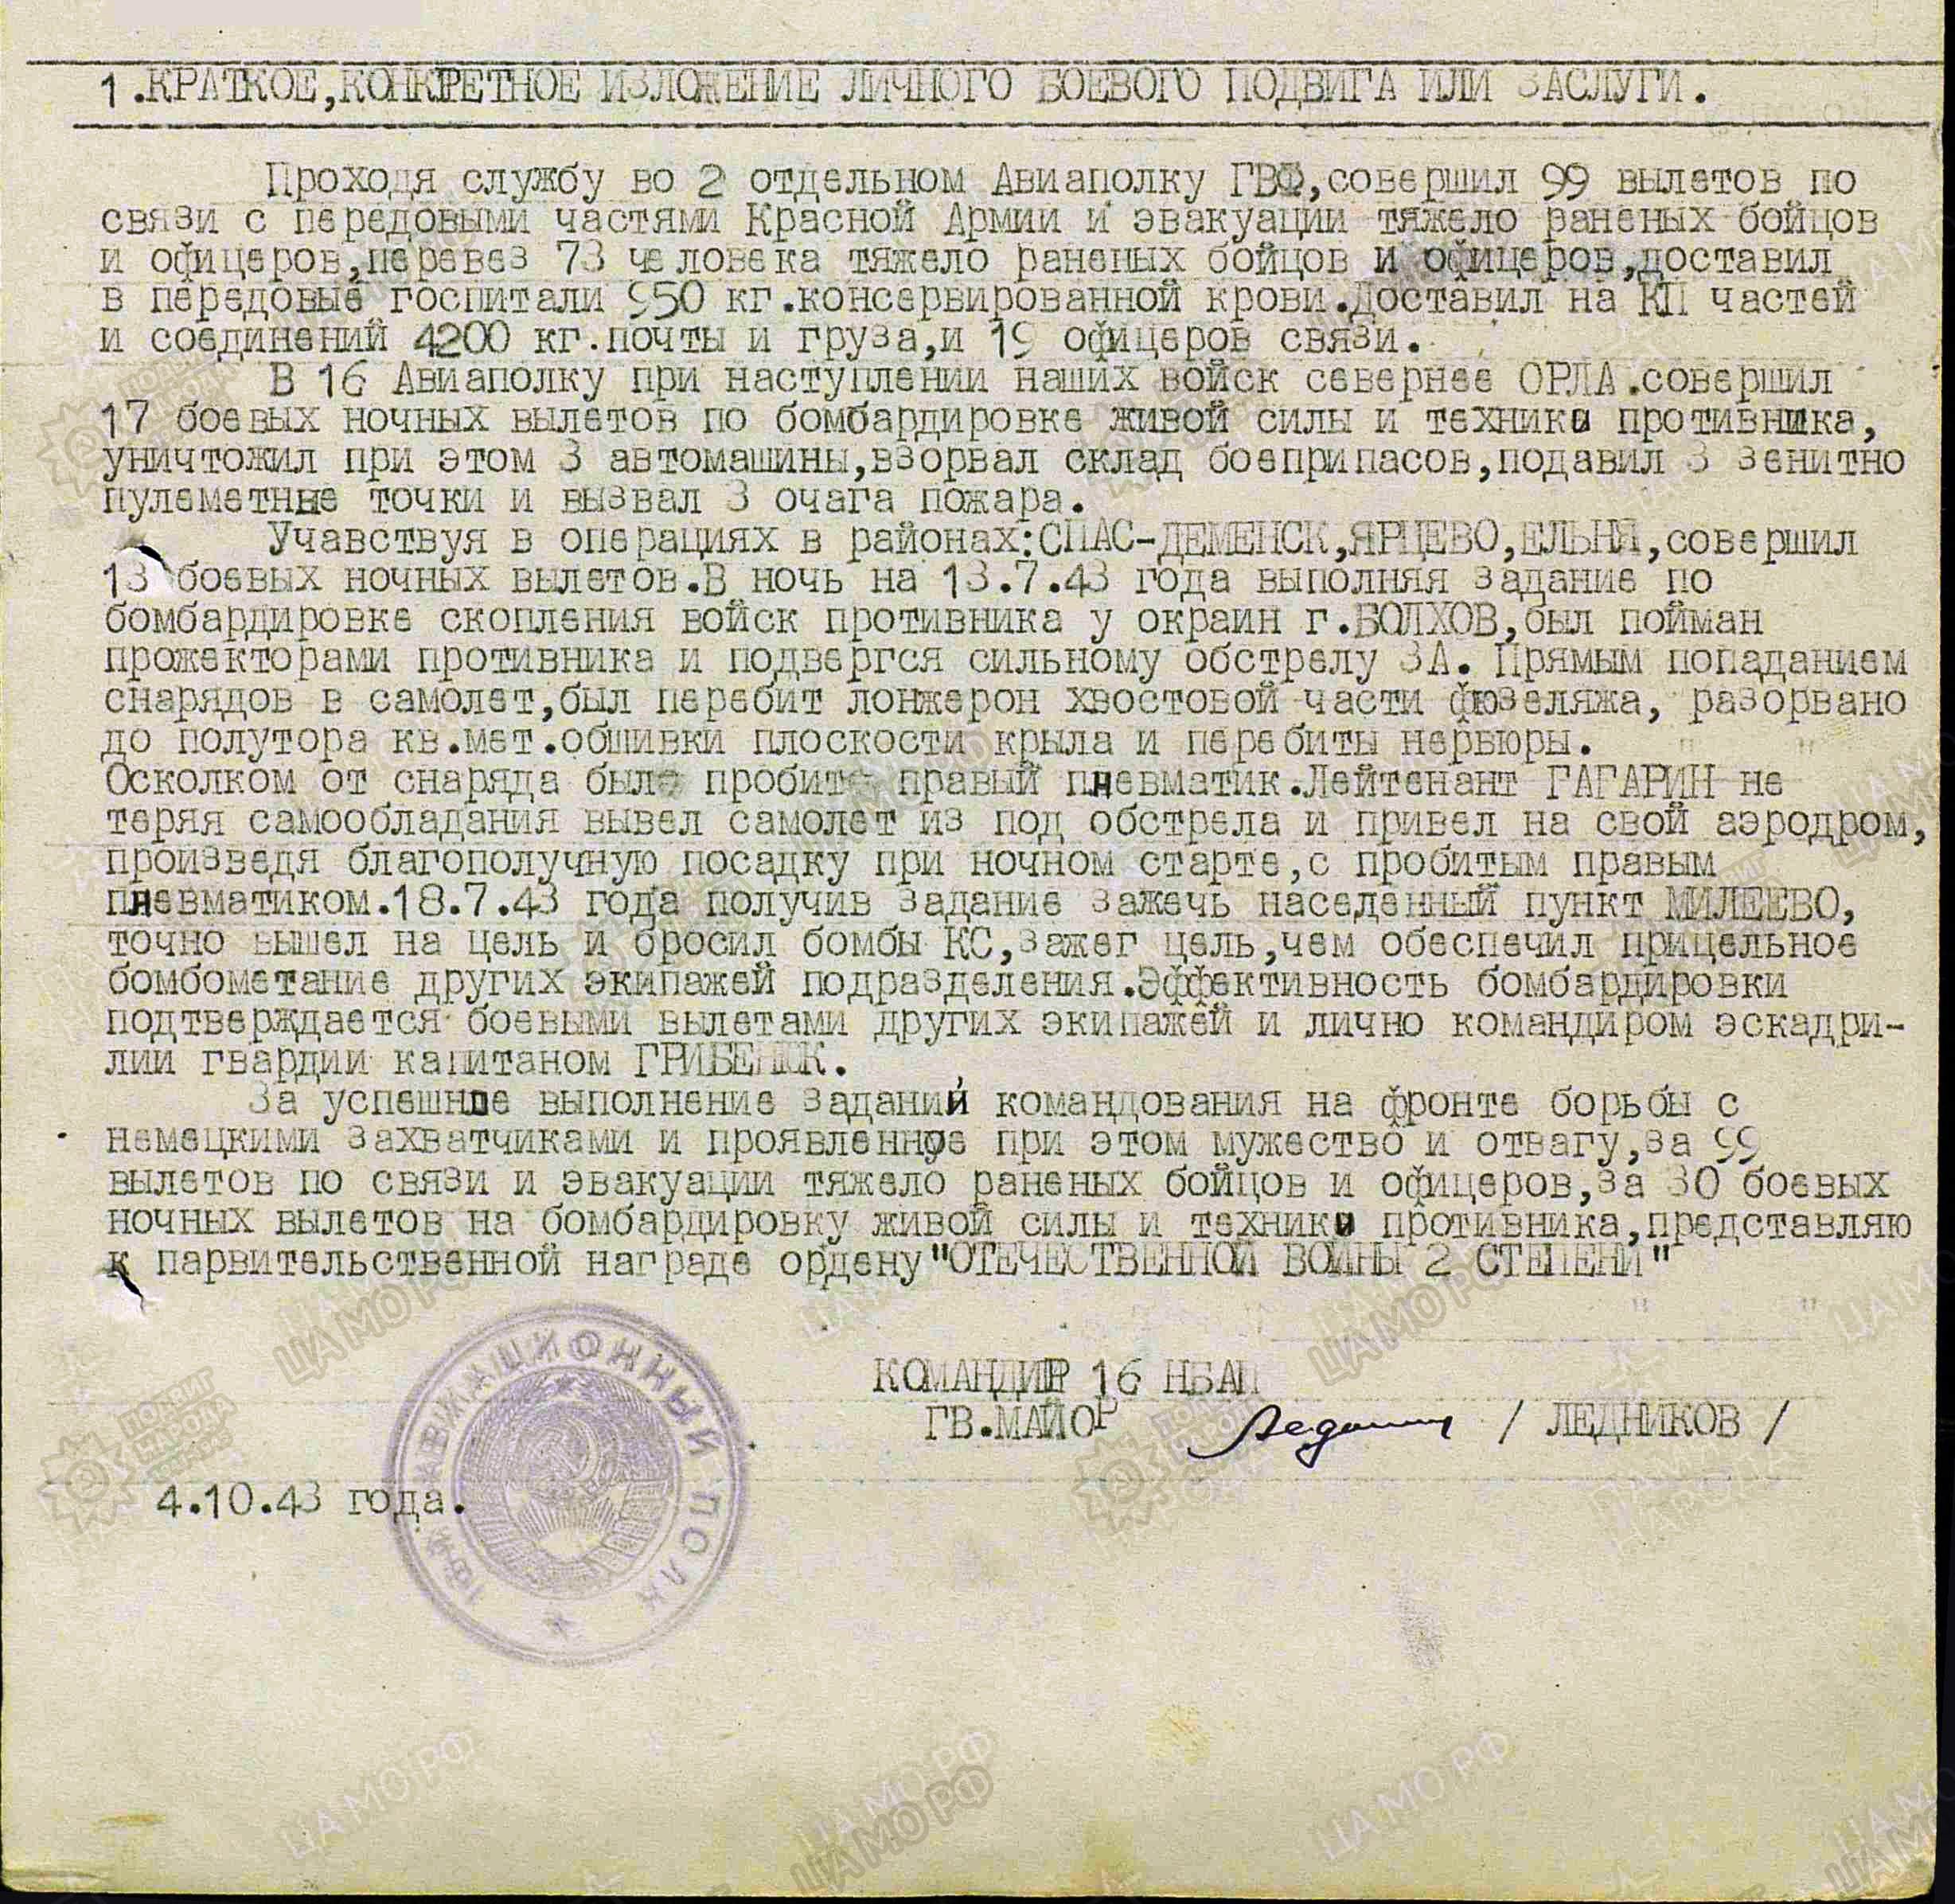 1.КРАТКОЕ,КОНКРЕТНОЕ ИЗЛОЖЕНИЕ ЛИЧНОГО БОЕВОГО ПОДВИГА ИЛИ ЗАСЛУГИ.
Проходя службу во 2 отдельном Авиаполку ГВФ,совершил 99 вылетов по
связи с передовыми частями Красной Армии и эвакуации тяжело раненых бойцов
и офицеров,перевез 73 человека тяжело раненых бойцов и офицеров,доставил
в передовые госпитали 950 кг.консервированной крови.Доставил на КП частей
и соединений 4200 кг.почты и груза,и 19 офицеров связи.
В 16 Авиаполку при наступлении наших войск севернее ОРЛА.совершил
17 боевых ночных вылетов по бомбардировке живой силы и техники противника,
уничтожил при этом 3 автомашины,взорвал склад боеприпасов,подавил 3 зенитно
пулеметные точки и вызвал 3 очага пожара.
Учавствуя в операциях в районах:СПАС-ДЕМЕНСК,ЯРЦЕВО,ЕЛЬНЯ,совершил
13 боевых ночных вылетов.В ночь на 13.7.43 года выполняя задание по
бомбардировке скопления войск противника у окраин г.БОЛХОВ,был пойман
прожекторами противника и подвергся сильному обстрелу ЗА. Прямым попаданием
снарядов в самолет,был перебит лонжерон хвостовой части фюзеляжа, разорвано
до полутора кв.мет.обшивки плоскости крыла и перебиты нервюры.
Осколком от снаряда был пробит правый пневматик.Лейтенант ГАГАРИН не
теряя самообладания вывел самолет из под обстрела и привел на свой аэродром,
произведя благополучную посадку при ночном старте,с пробитым правым
пневматиком.18.7.43 года получив задание зажечь населенный пункт МИЛЕЕВО,
точно вышел на цель и бросил бомбы КС,зажег цель,чем обеспечил прицельное
бомбометание других экипажей подразделения.Эффективность бомбардировки
подтверждается боевыми вылетами других экипажей и лично командиром эскадри-
лии гвардии капитаном ГРИБЕНСК.
За успешное выполнение заданий командования на фронте борьбы с
немецкими захватчиками и проявленное при этом мужество и отвагу,за 99
вылетов по связи и эвакуации тяжело раненых бойцов и офицеров,за 30 боевых
ночных вылетов на бомбардировку живой силы и техники противника,представляю
к парвительственной награде ордену"ОТЕЧЕСТВЕННОЙ ВОЙНЫ 2 СТЕПЕНИ"
КОМАНДИР 16 НБАП
ГВ.МАЙОР / ЛЕДНИКОВ /
4.10.43 года.
АВИАЦИОННЫЙ ПОЛК
ПОДВИГ НАРОДА
ЦА МО РФ